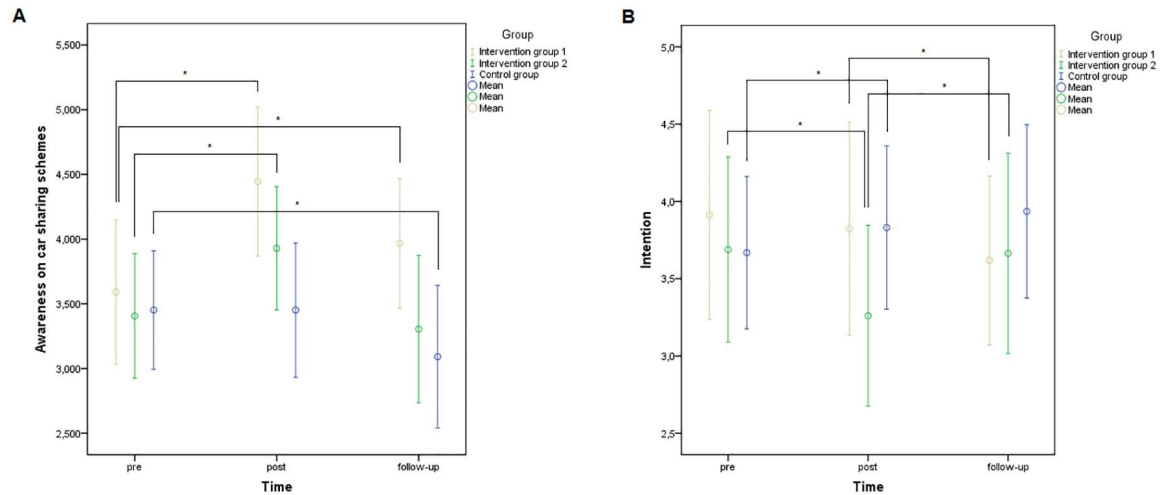 A
Group
Intervention group 1
Intervention group 2
Control group
Mean
Mean
Mean
5,500
5,000
4,500
4,000
3,500
3,000
2,500
Awareness on car sharing schemes
*
*
*
*
pre
post
follow-up
Time
B
Group
Intervention group 1
Intervention group 2
Control group
Mean
Mean
Mean
5,0
4,5
4,0
3,5
3,0
2,5
Intention
*
*
*
*
pre
post
follow-up
Time